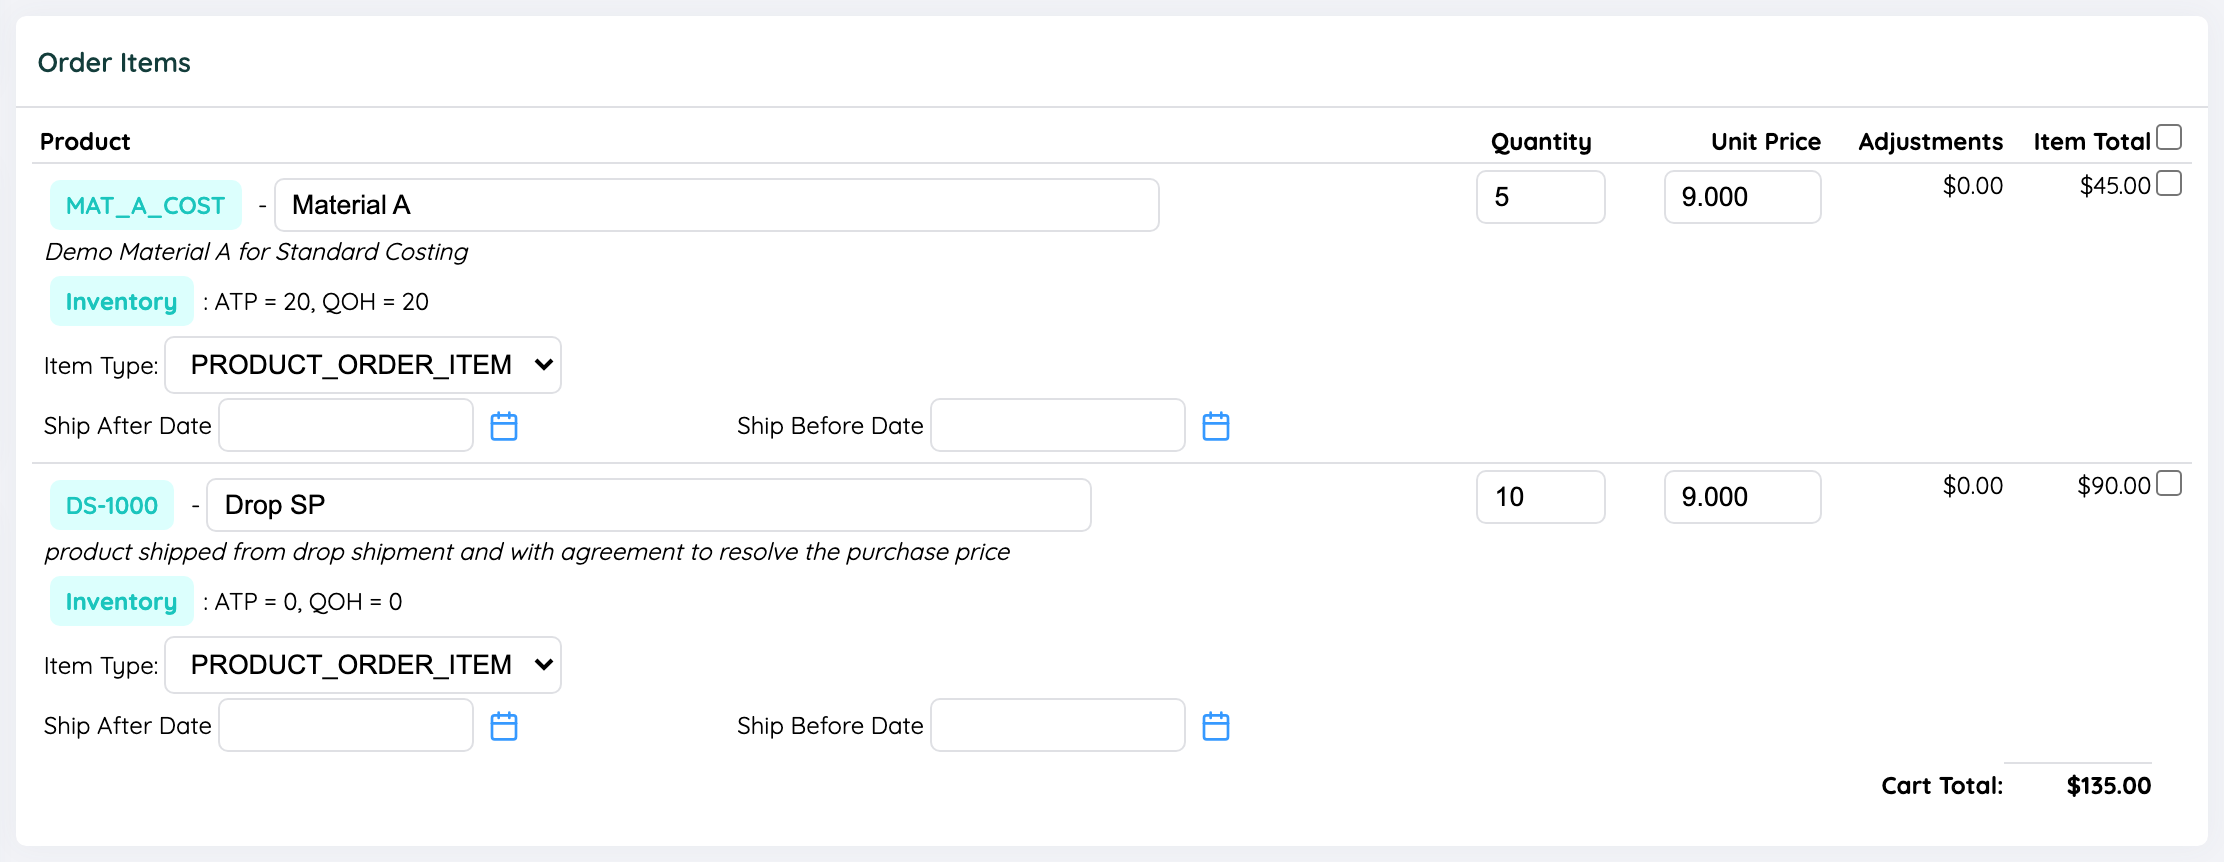 Order Items
Product Quantity Unit Price Adjustments Item Total
MAT_A_COST - Material A 5 9.000 $0.00 $45.00
Demo Material A for Standard Costing
Inventory : ATP = 20, QOH = 20
Item Type: PRODUCT_ORDER_ITEM
Ship After Date Ship Before Date
DS-1000 - Drop SP 10 9.000 $0.00 $90.00
product shipped from drop shipment and with agreement to resolve the purchase price
Inventory : ATP = 0, QOH = 0
Item Type: PRODUCT_ORDER_ITEM
Ship After Date Ship Before Date
Cart Total: $135.00